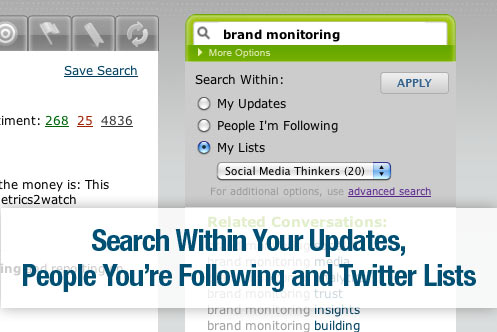 brand monitoring
More Options
Save Search
Search Within:
APPLY
My Updates
People I'm Following
iment: 268 25 4836
My Lists
Social Media Thinkers (20)
the money is: This
For additional options, use advanced search
etrics2watch
Related Conversations:
Search Within Your Updates,
brand monitoring media
People You're Following and Twitter Lists
brand monitoring trust
brand monitoring insights
brand monitoring building